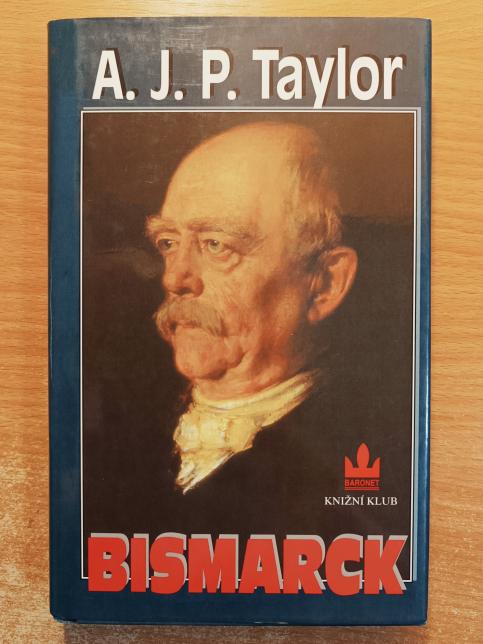 A. J. P. Taylor
BARONET
KNIŽNÍ KLUB
BISMARCK